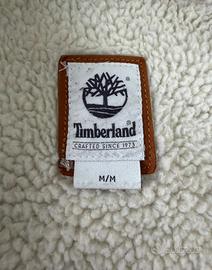 Timberland
CRAFTED SINCE 1973
M/M